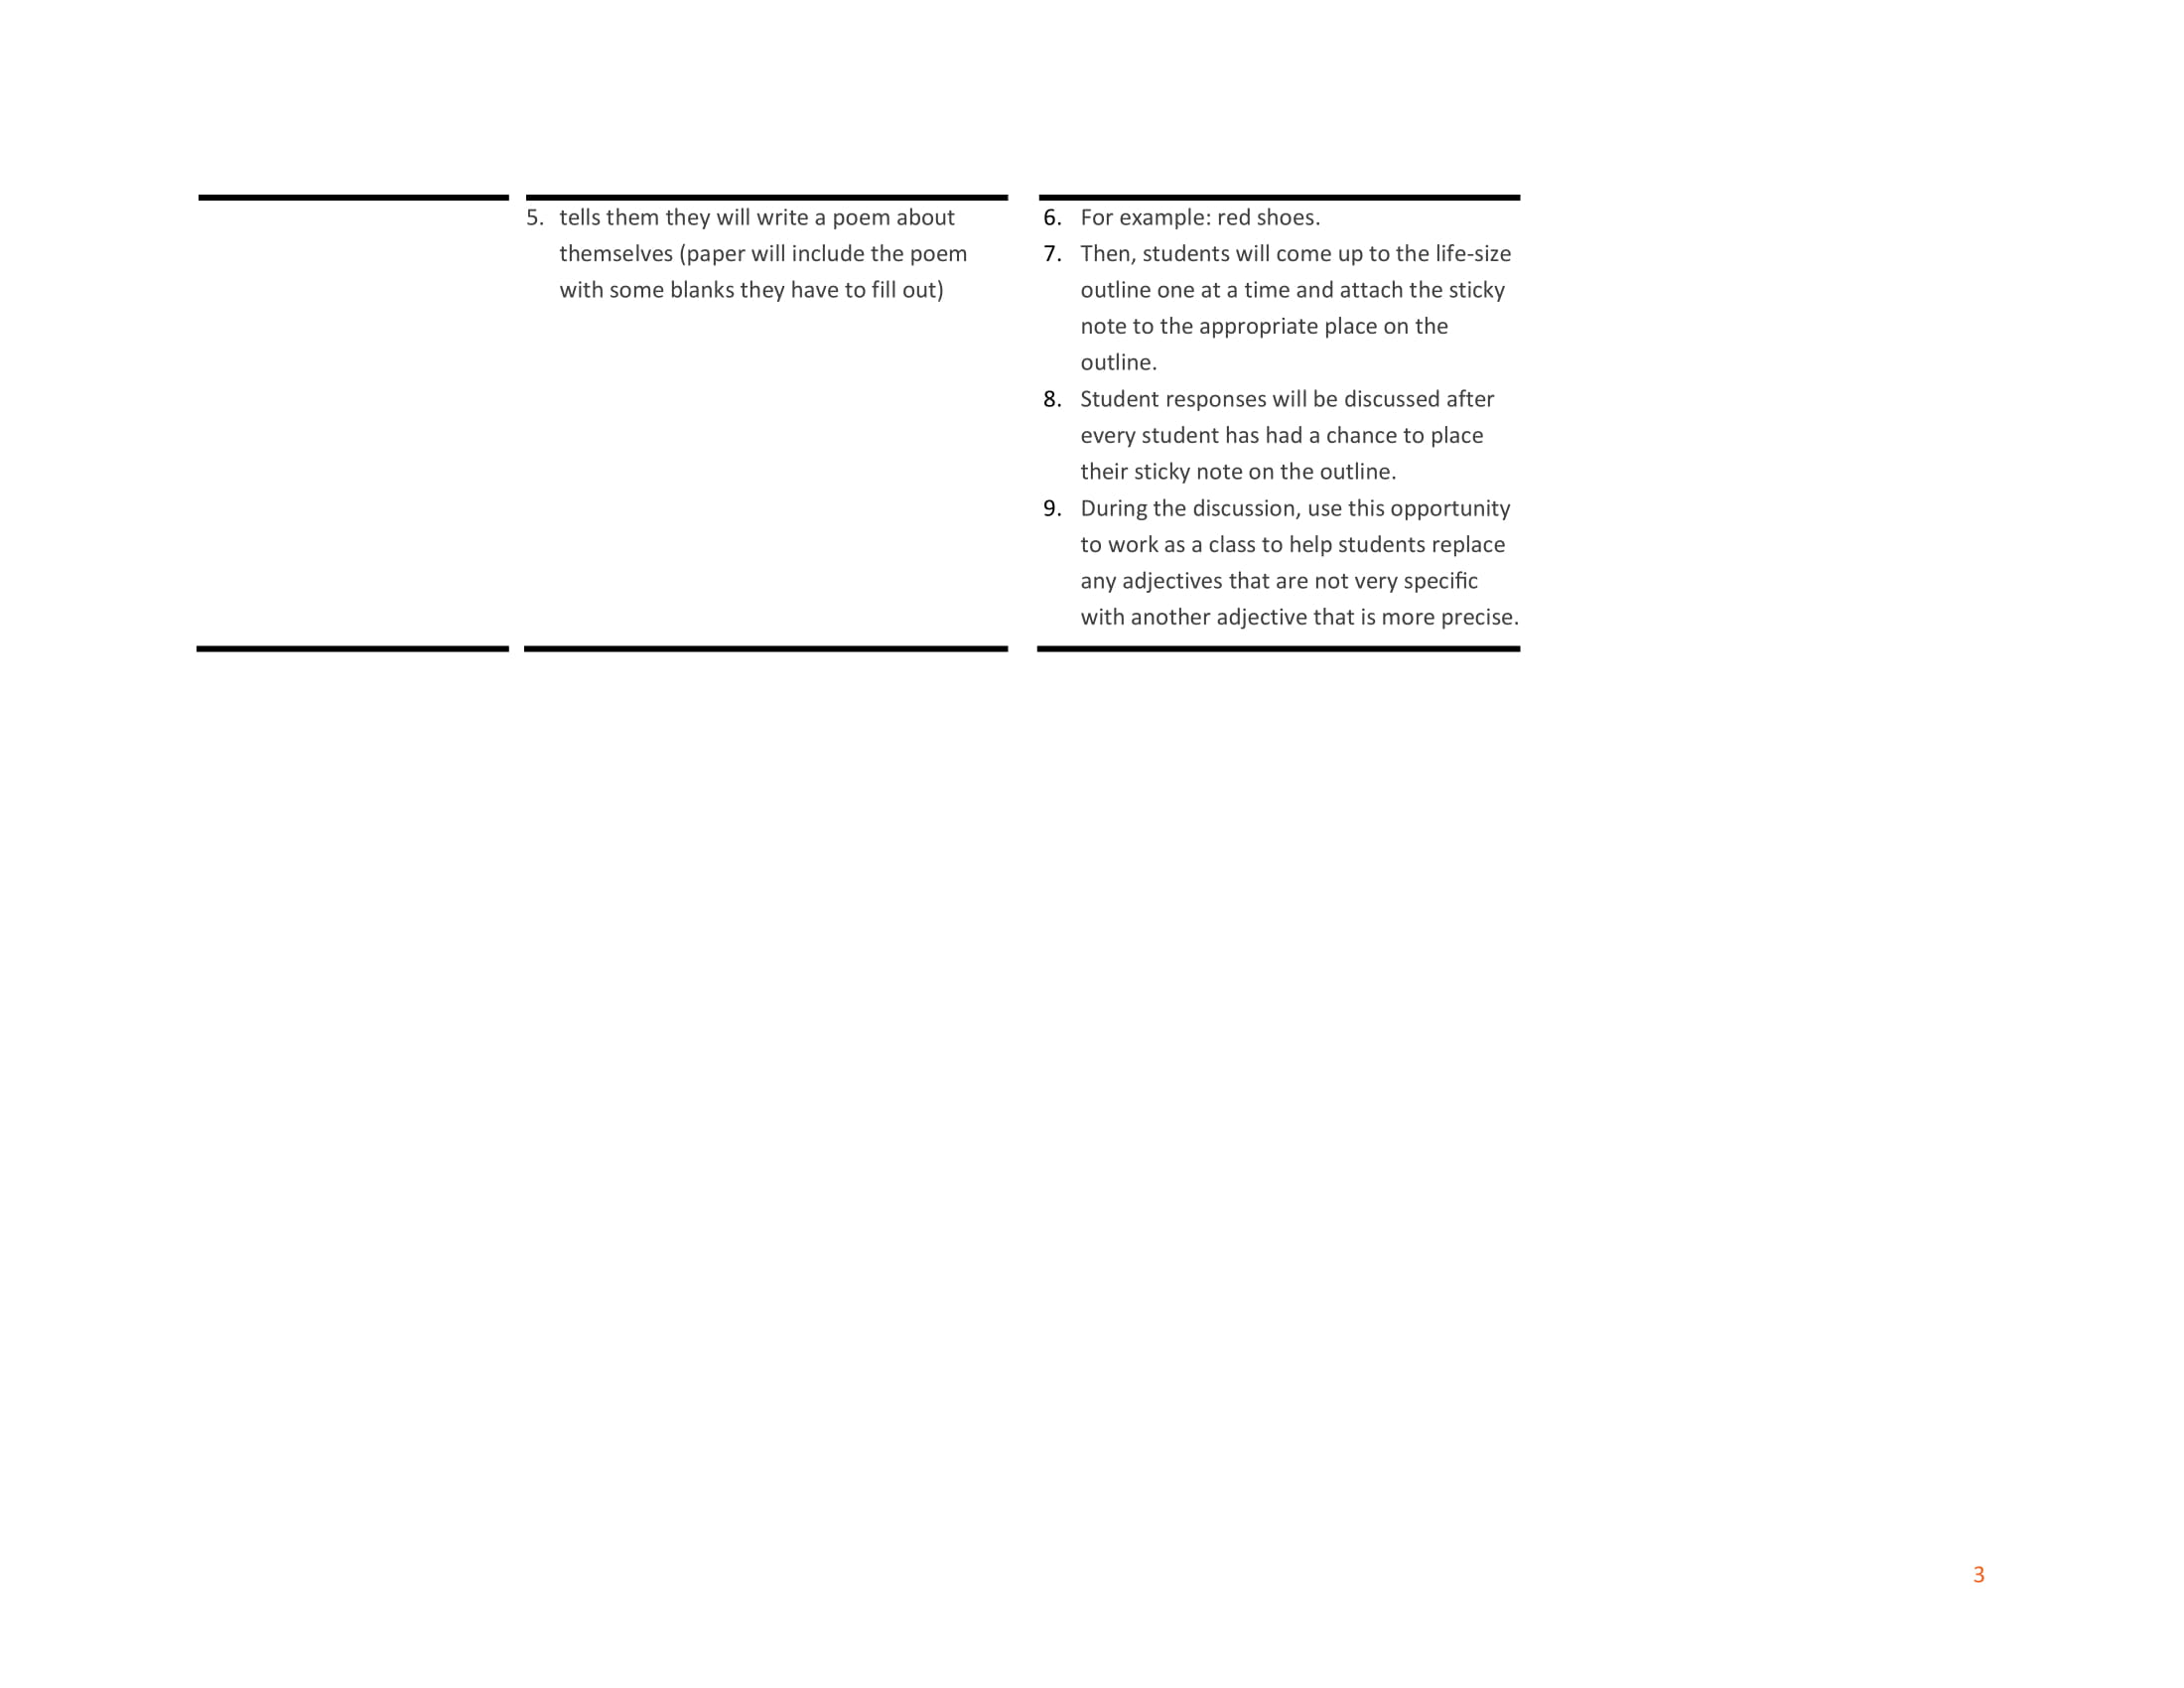 5. tells them they will write a poem about
themselves (paper will include the poem
with some blanks they have to fill out)
6. For example: red shoes.
7. Then, students will come up to the life-size
outline one at a time and attach the sticky
note to the appropriate place on the
outline.
8. Student responses will be discussed after
every student has had a chance to place
their sticky note on the outline.
9. During the discussion, use this opportunity
to work as a class to help students replace
any adjectives that are not very specific
with another adjective that is more precise.
3